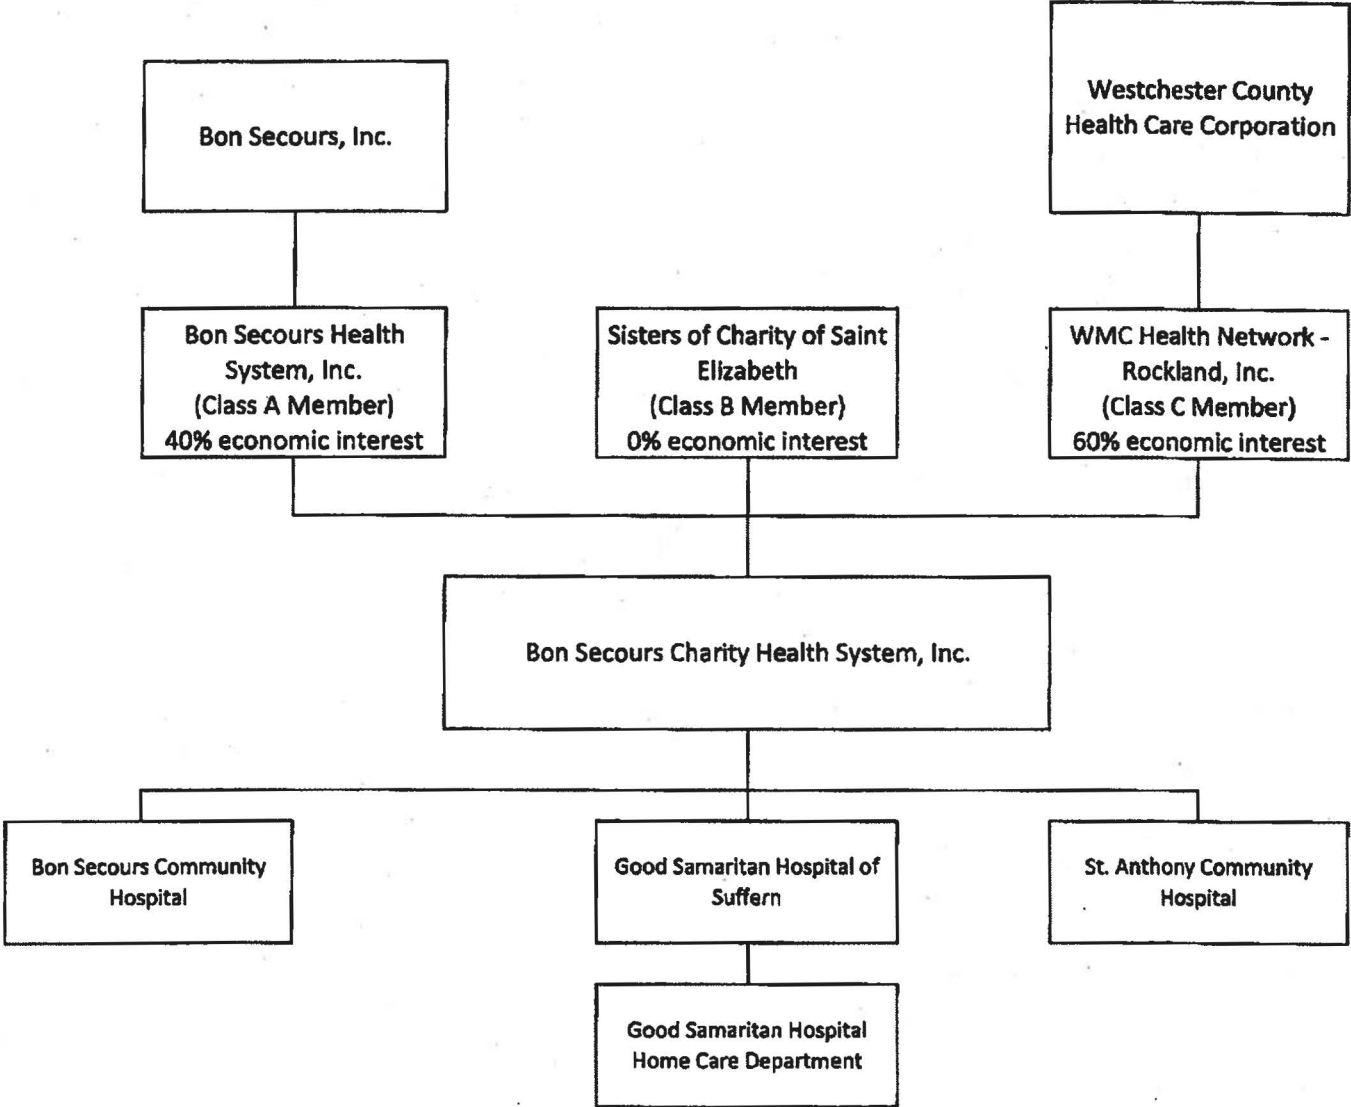 Westchester County
Health Care Corporation
Bon Secours, Inc.
Bon Secours Health
System, Inc.
(Class A Member)
40% economic interest
Sisters of Charity of Saint
Elizabeth
(Class B Member)
0% economic interest
WMC Health Network -
Rockland, Inc.
(Class C Member)
60% economic interest
Bon Secours Charity Health System, Inc.
Bon Secours Community
Hospital
Good Samaritan Hospital of
Suffern
St. Anthony Community
Hospital
Good Samaritan Hospital
Home Care Department